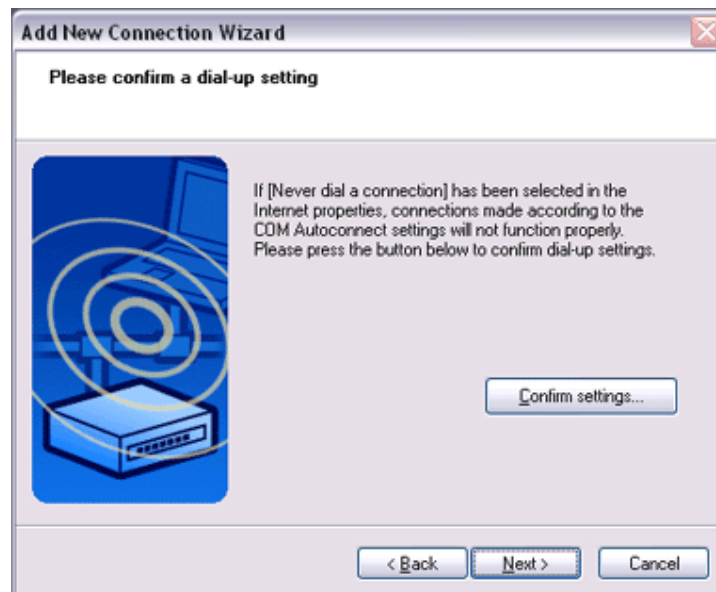 Add New Connection Wizard
Please confirm a dial-up setting
If [Never dial a connection] has been selected in the
Internet properties, connections made according to the
COM Autoconnect settings will not function properly.
Please press the button below to confirm dial-up settings.
Confirm settings...
< Back
Next >
Cancel